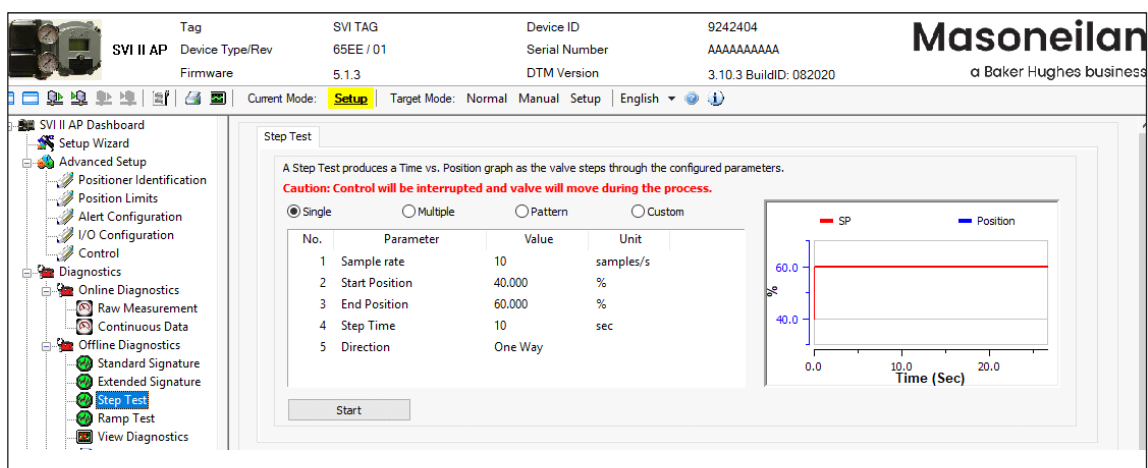 SVI II AP
Tag SVI TAG Device ID 9242404
Device Type/Rev 65EE / 01 Serial Number AAAAAAAAAA
Firmware 5.1.3 DTM Version 3.10.3 BuildID: 082020
Masoneilan
a Baker Hughes business
Current Mode: Setup Target Mode: Normal Manual Setup English
SVI II AP Dashboard
Setup Wizard
Advanced Setup
Positioner Identification
Position Limits
Alert Configuration
I/O Configuration
Control
Diagnostics
Online Diagnostics
Raw Measurement
Continuous Data
Offline Diagnostics
Standard Signature
Extended Signature
Step Test
Ramp Test
View Diagnostics
Step Test
A Step Test produces a Time vs. Position graph as the valve steps through the configured parameters.
Caution: Control will be interrupted and valve will move during the process.
Single Multiple Pattern Custom
No. Parameter Value Unit
1 Sample rate 10 samples/s
2 Start Position 40.000 %
3 End Position 60.000 %
4 Step Time 10 sec
5 Direction One Way
Start
SP Position
60.0
%
40.0
0.0 10.0 20.0
Time (Sec)